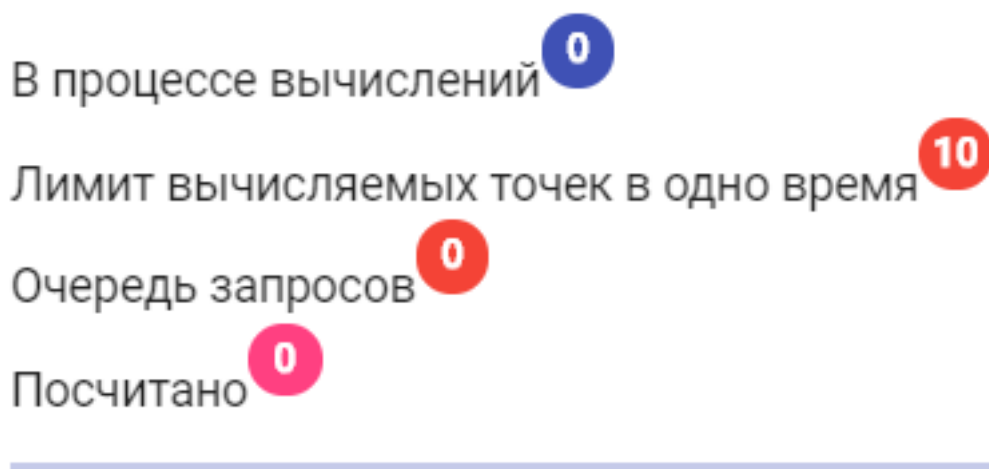 В процессе вычислений 0
Лимит вычисляемых точек в одно время 10
Очередь запросов 0
Посчитано 0